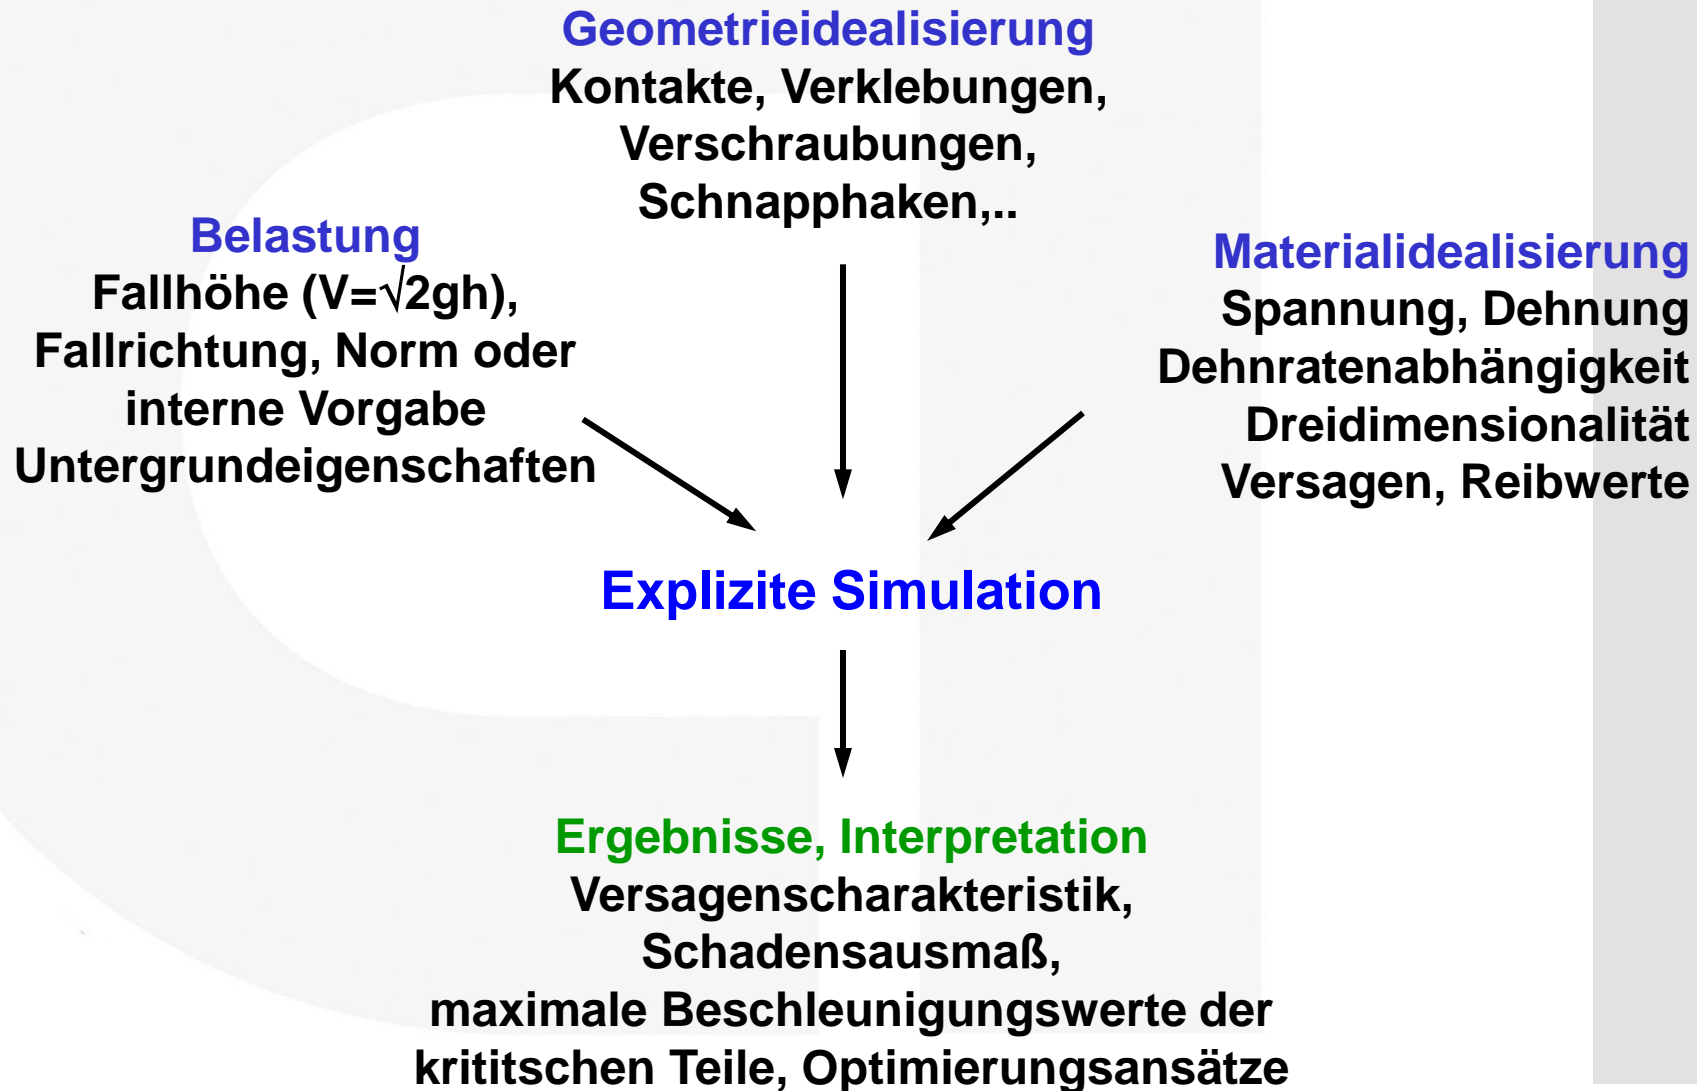 Geometrieidealisierung
Kontakte, Verklebungen,
Verschraubungen,
Schnapphaken,..
Belastung
Fallhöhe (V=√2gh),
Fallrichtung, Norm oder
interne Vorgabe
Untergrundeigenschaften
Materialidealisierung
Spannung, Dehnung
Dehnratenabhängigkeit
Dreidimensionalität
Versagen, Reibwerte
Explizite Simulation
Ergebnisse, Interpretation
Versagenscharakteristik,
Schadensausmaß,
maximale Beschleunigungswerte der
krititschen Teile, Optimierungsansätze